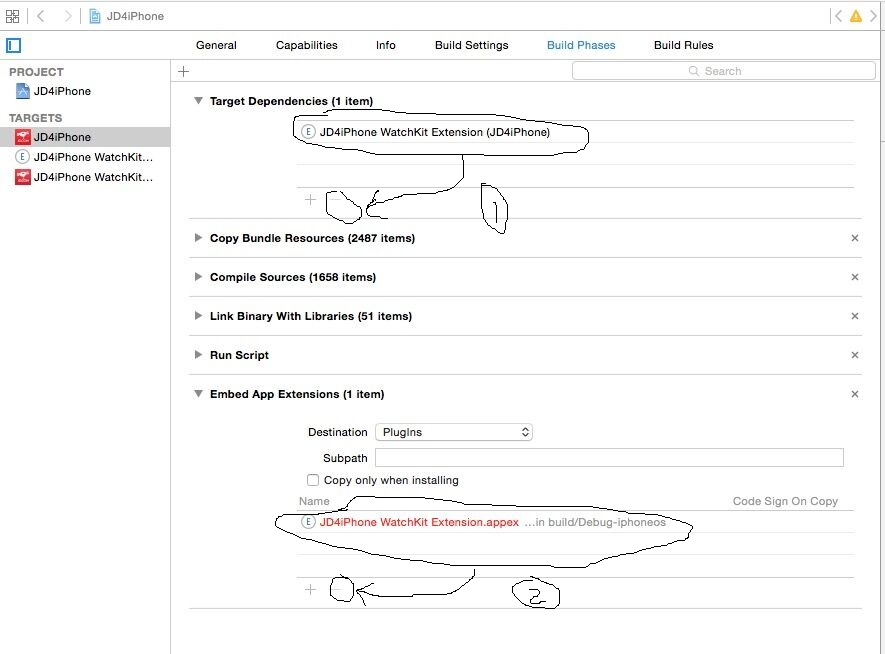 JD4iPhone
General Capabilities Info Build Settings Build Phases Build Rules
PROJECT
JD4iPhone
TARGETS
JD4iPhone
E JD4iPhone WatchKit...
JD4iPhone WatchKit...
+ Search
Target Dependencies (1 item)
E JD4iPhone WatchKit Extension (JD4iPhone)
+
1
Copy Bundle Resources (2487 items) ×
Compile Sources (1658 items) ×
Link Binary With Libraries (51 items) ×
Run Script ×
Embed App Extensions (1 item) ×
Destination PlugIns
Subpath
Copy only when installing
Name Code Sign On Copy
E JD4iPhone WatchKit Extension.appex ...in build/Debug-iphoneos
+
2